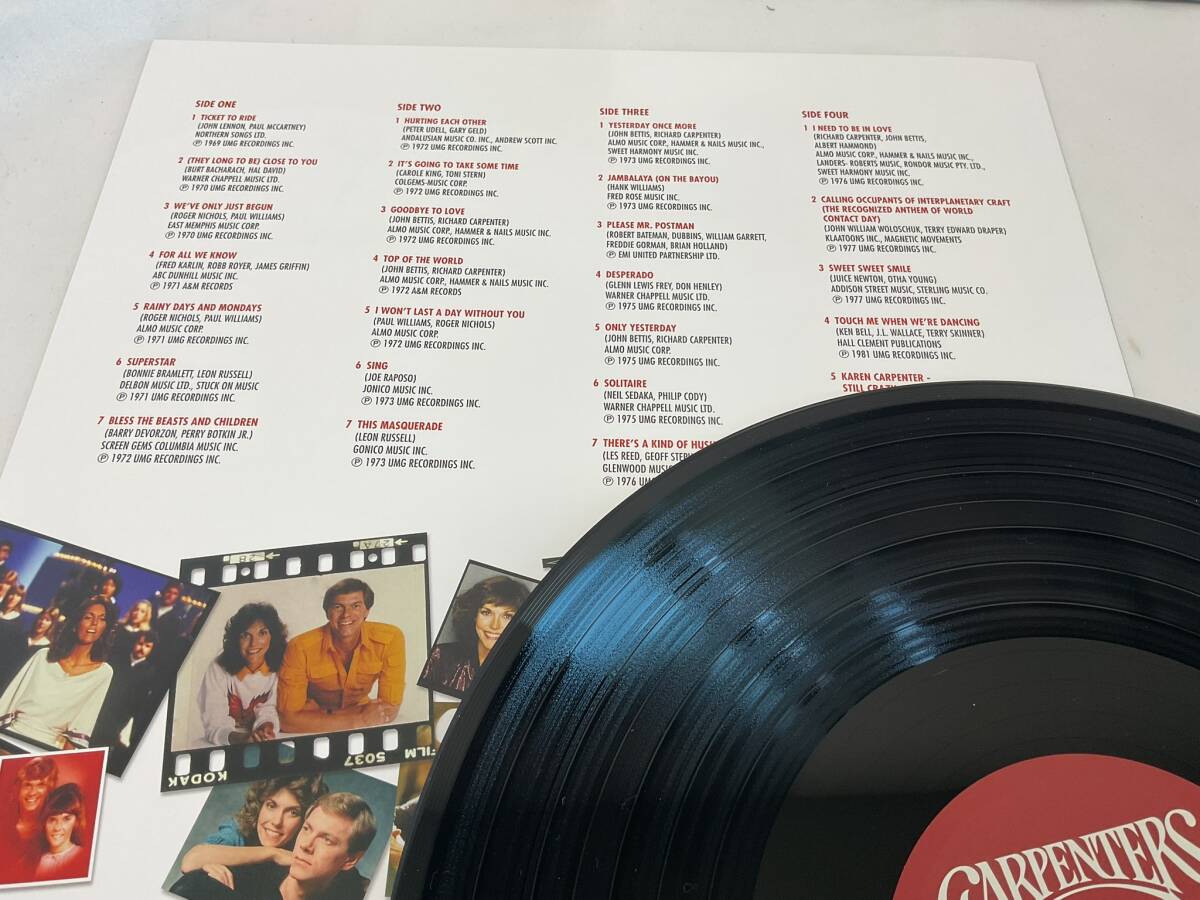 SIDE ONE
1 TICKET TO RIDE
(JOHN LENNON, PAUL MCCARTNEY)
NORTHERN SONGS LTD.
℗ 1969 UMG RECORDINGS INC.
2 (THEY LONG TO BE) CLOSE TO YOU
(BURT BACHARACH, HAL DAVID)
WARNER CHAPPELL MUSIC LTD.
℗ 1970 UMG RECORDINGS INC.
3 WE'VE ONLY JUST BEGUN
(ROGER NICHOLS, PAUL WILLIAMS)
EAST MEMPHIS MUSIC CORP.
℗ 1970 UMG RECORDINGS INC.
4 FOR ALL WE KNOW
(FRED KARLIN, ROBB ROYER, JAMES GRIFFIN)
ABC DUNHILL MUSIC INC.
℗ 1971 A&M RECORDS
5 RAINY DAYS AND MONDAYS
(ROGER NICHOLS, PAUL WILLIAMS)
ALMO MUSIC CORP.
℗ 1971 UMG RECORDINGS INC.
6 SUPERSTAR
(BONNIE BRAMLETT, LEON RUSSELL)
DELBON MUSIC LTD., STUCK ON MUSIC
℗ 1971 UMG RECORDINGS INC.
7 BLESS THE BEASTS AND CHILDREN
(BARRY DEVORZON, PERRY BOTKIN JR.)
SCREEN GEMS COLUMBIA MUSIC INC.
℗ 1972 UMG RECORDINGS INC.
SIDE TWO
1 HURTING EACH OTHER
(PETER UDELL, GARY GELD)
ANDALUSIAN MUSIC CO. INC., ANDREW SCOTT INC.
℗ 1972 UMG RECORDINGS INC.
2 IT'S GOING TO TAKE SOME TIME
(CAROLE KING, TONI STERN)
COLGEMS-MUSIC CORP.
℗ 1972 UMG RECORDINGS INC.
3 GOODBYE TO LOVE
(JOHN BETTIS, RICHARD CARPENTER)
ALMO MUSIC CORP., HAMMER & NAILS MUSIC INC.
℗ 1972 UMG RECORDINGS INC.
4 TOP OF THE WORLD
(JOHN BETTIS, RICHARD CARPENTER)
ALMO MUSIC CORP., HAMMER & NAILS MUSIC INC.
℗ 1972 A&M RECORDS
5 I WON'T LAST A DAY WITHOUT YOU
(PAUL WILLIAMS, ROGER NICHOLS)
ALMO MUSIC CORP.
℗ 1972 UMG RECORDINGS INC.
6 SING
(JOE RAPOSO)
JONICO MUSIC INC.
℗ 1973 UMG RECORDINGS INC.
7 THIS MASQUERADE
(LEON RUSSELL)
GONICO MUSIC INC.
℗ 1973 UMG RECORDINGS INC.
SIDE THREE
1 YESTERDAY ONCE MORE
(JOHN BETTIS, RICHARD CARPENTER)
ALMO MUSIC CORP., HAMMER & NAILS MUSIC INC.,
SWEET HARMONY MUSIC INC.
℗ 1973 UMG RECORDINGS INC.
2 JAMBALAYA (ON THE BAYOU)
(HANK WILLIAMS)
FRED ROSE MUSIC INC.
℗ 1973 UMG RECORDINGS INC.
3 PLEASE MR. POSTMAN
(ROBERT BATEMAN, DUBBINS, WILLIAM GARRETT,
FREDDIE GORMAN, BRIAN HOLLAND)
℗ EMI UNITED PARTNERSHIP LTD.
4 DESPERADO
(GLENN LEWIS FREY, DON HENLEY)
WARNER CHAPPELL MUSIC LTD.
℗ 1975 UMG RECORDINGS INC.
5 ONLY YESTERDAY
(JOHN BETTIS, RICHARD CARPENTER)
ALMO MUSIC CORP.
℗ 1975 UMG RECORDINGS INC.
6 SOLITAIRE
(NEIL SEDAKA, PHILIP CODY)
WARNER CHAPPELL MUSIC LTD.
℗ 1975 UMG RECORDINGS INC.
7 THERE'S A KIND OF HUSH
(LES REED, GEOFF
GLENWOOD
℗ 1976
SIDE FOUR
1 I NEED TO BE IN LOVE
(RICHARD CARPENTER, JOHN BETTIS,
ALBERT HAMMOND)
ALMO MUSIC CORP., HAMMER & NAILS MUSIC INC.,
LANDERS- ROBERTS MUSIC, RONDOR MUSIC PTY. LTD.,
SWEET HARMONY MUSIC INC.
℗ 1976 UMG RECORDINGS INC.
2 CALLING OCCUPANTS OF INTERPLANETARY CRAFT
(THE RECOGNIZED ANTHEM OF WORLD
CONTACT DAY)
(JOHN WILLIAM WOLOSCHUK, TERRY EDWARD DRAPER)
KLAATOONS INC., MAGNETIC MOVEMENTS
℗ 1977 UMG RECORDINGS INC.
3 SWEET SWEET SMILE
(JUICE NEWTON, OTHA YOUNG)
ADDISON STREET MUSIC, STERLING MUSIC CO.
℗ 1977 UMG RECORDINGS INC.
4 TOUCH ME WHEN WE'RE DANCING
(KEN BELL, J.L. WALLACE, TERRY SKINNER)
HALL CLEMENT PUBLICATIONS
℗ 1981 UMG RECORDINGS INC.
5 KAREN CARPENTER -
STILL CRAZY
KODAK 5037 FILM
CARPENTERS